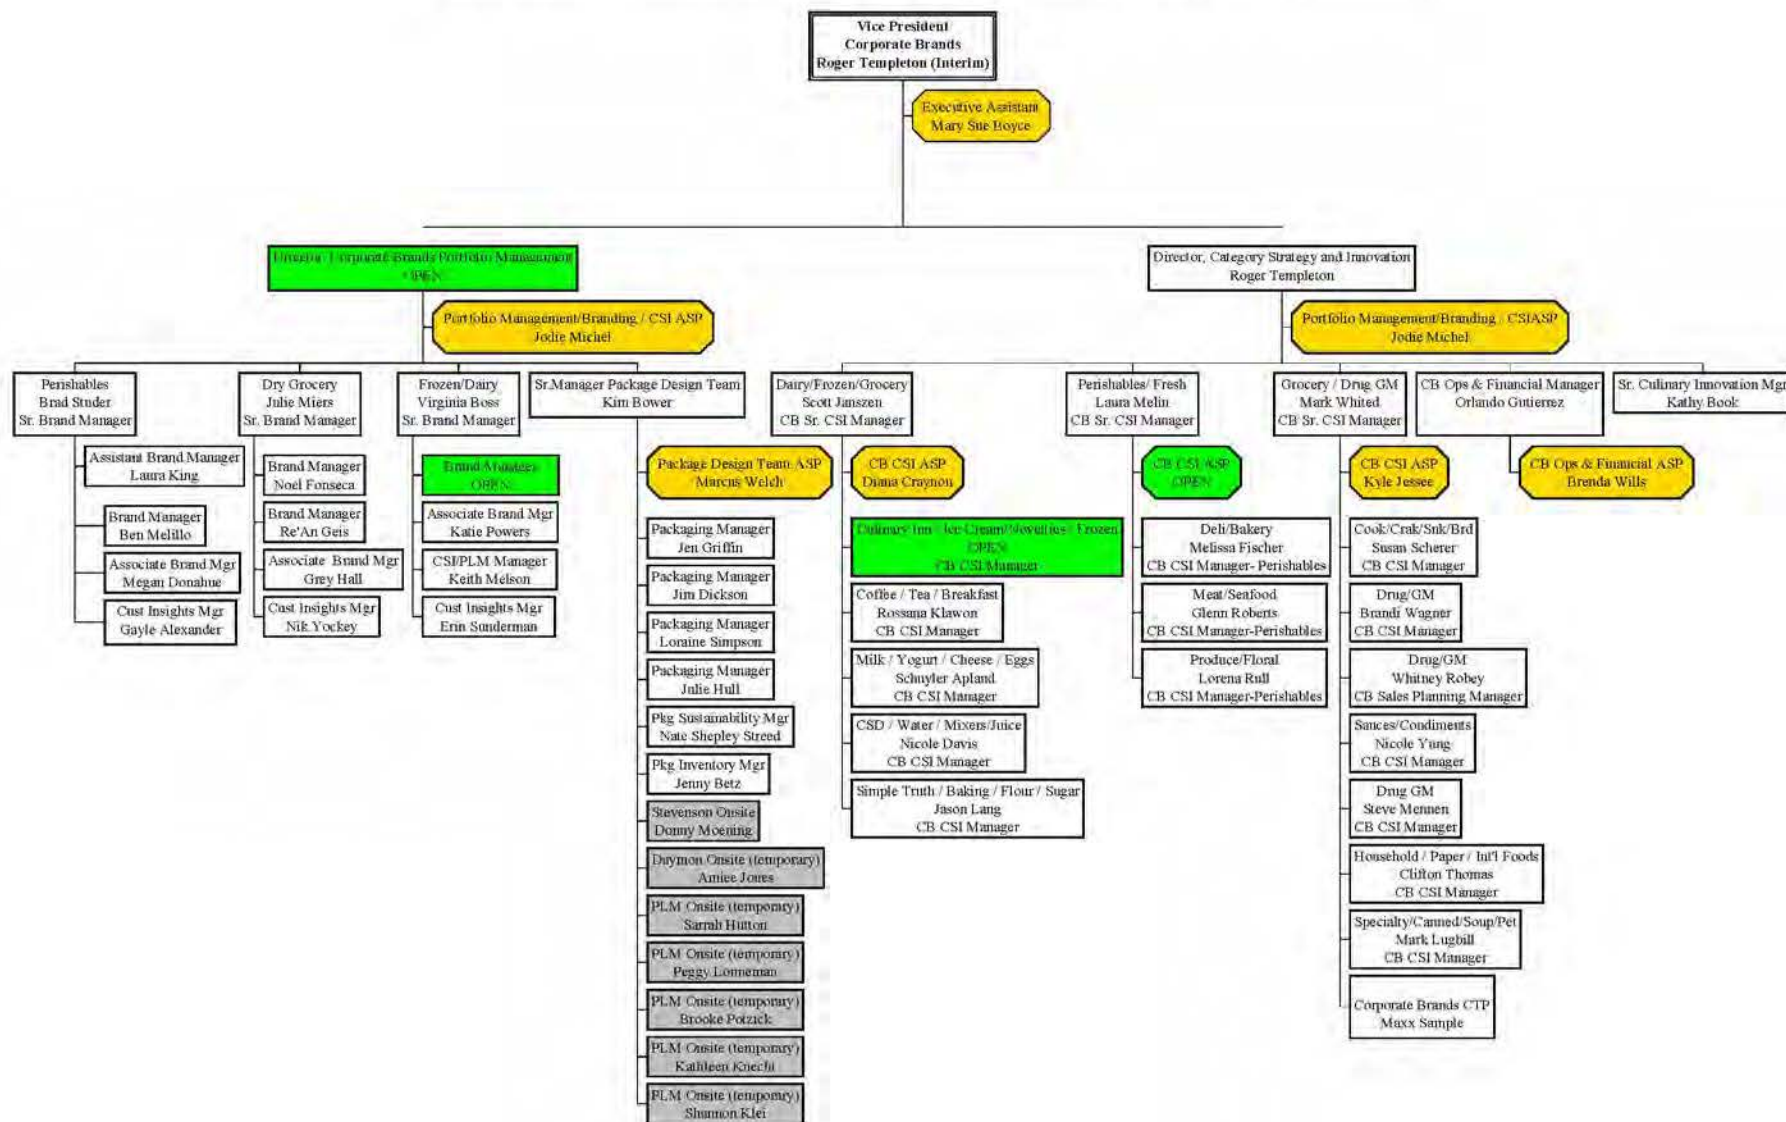 Vice President
Corporate Brands
Roger Templeton (Interim)
Executive Assistant
Mary Sue Boyce
Director, Corporate Brands Portfolio Management
OPEN
Portfolio Management/Branding / CSI ASP
Jodie Michel
Perishables
Brad Studer
Sr. Brand Manager
Assistant Brand Manager
Laura King
Brand Manager
Ben Melillo
Associate Brand Mgr
Megan Donahue
Cust Insights Mgr
Gayle Alexander
Dry Grocery
Julie Miers
Sr. Brand Manager
Brand Manager
Noel Fonseca
Brand Manager
Re'An Geis
Associate Brand Mgr
Grey Hall
Cust Insights Mgr
Nik Yockey
Frozen/Dairy
Virginia Boss
Sr. Brand Manager
Brand Manager
OPEN
Associate Brand Mgr
Katie Powers
CSI/PLM Manager
Keith Melson
Cust Insights Mgr
Erin Sunderman
Sr.Manager Package Design Team
Kim Bower
Package Design Team ASP
Marcus Welch
Packaging Manager
Jen Griffin
Packaging Manager
Jim Dickson
Packaging Manager
Loraine Simpson
Packaging Manager
Julie Hull
Pkg Sustainability Mgr
Nate Shepley Streed
Pkg Inventory Mgr
Jenny Betz
Stevenson Onsite
Donny Moening
Daymon Onsite (temporary)
Amiee Jones
PLM Onsite (temporary)
Sarrah Hutton
PLM Onsite (temporary)
Peggy Lonneman
PLM Onsite (temporary)
Brooke Potzick
PLM Onsite (temporary)
Kathleen Knecht
PLM Onsite (temporary)
Shannon Klei
Director, Category Strategy and Innovation
Roger Templeton
Portfolio Management/Branding / CSIASP
Jodie Michel
Dairy/Frozen/Grocery
Scott Janszen
CB Sr. CSI Manager
CB CSI ASP
Diana Craynon
Culinary Inn / Ice Cream/Novelties / Frozen
OPEN
CB CSI Manager
Coffee / Tea / Breakfast
Rossana Klawon
CB CSI Manager
Milk / Yogurt / Cheese / Eggs
Schuyler Apland
CB CSI Manager
CSD / Water / Mixers/Juice
Nicole Davis
CB CSI Manager
Simple Truth / Baking / Flour / Sugar
Jason Lang
CB CSI Manager
Perishables/ Fresh
Laura Melin
CB Sr. CSI Manager
CB CSI ASP
OPEN
Deli/Bakery
Melissa Fischer
CB CSI Manager- Perishables
Meat/Seafood
Glenn Roberts
CB CSI Manager-Perishables
Produce/Floral
Lorena Rull
CB CSI Manager-Perishables
Grocery / Drug GM
Mark Whited
CB Sr. CSI Manager
CB CSI ASP
Kyle Jessee
Cook/Crak/Snk/Brd
Susan Scherer
CB CSI Manager
Drug/GM
Brandi Wagner
CB CSI Manager
Drug/GM
Whitney Robey
CB Sales Planning Manager
Sauces/Condiments
Nicole Yung
CB CSI Manager
Drug GM
Steve Mennen
CB CSI Manager
Household / Paper / Int'l Foods
Clifton Thomas
CB CSI Manager
Specialty/Canned/Soup/Pet
Mark Lugbill
CB CSI Manager
Corporate Brands CTP
Maxx Sample
CB Ops & Financial Manager
Orlando Gutierrez
CB Ops & Financial ASP
Brenda Wills
Sr. Culinary Innovation Mgr
Kathy Book